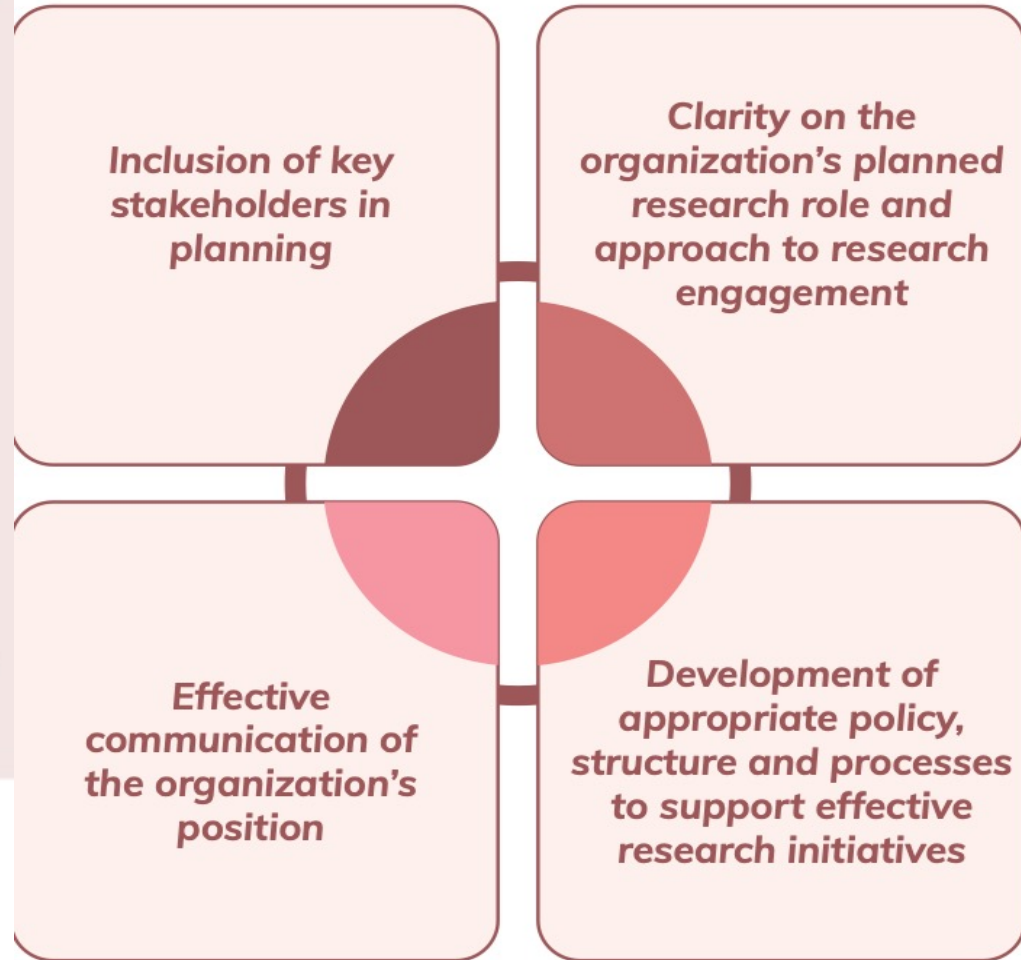 Inclusion of key
stakeholders in
planning
Clarity on the
organization’s planned
research role and
approach to research
engagement
Effective
communication of
the organization’s
position
Development of
appropriate policy,
structure and processes
to support effective
research initiatives